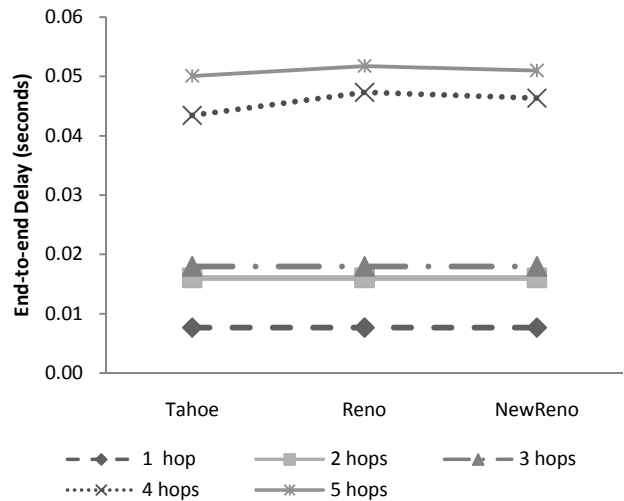 0.06
0.05
0.04
0.03
0.02
0.01
0.00
End-to-end Delay (seconds)
Tahoe Reno NewReno
1 hop 2 hops 3 hops
4 hops 5 hops